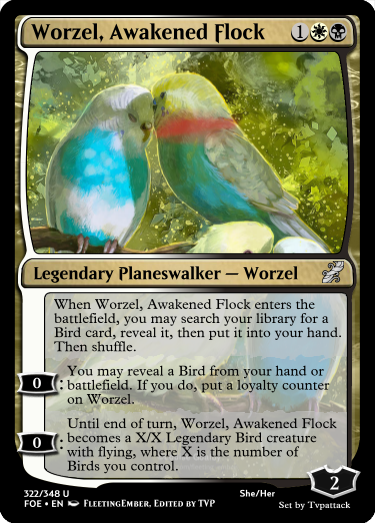 Worzel, Awakened Flock 1
Legendary Planeswalker — Worzel
When Worzel, Awakened Flock enters the
battlefield, you may search your library for a
Bird card, reveal it, then put it into your hand.
Then shuffle.
0: You may reveal a Bird from your hand or
battlefield. If you do, put a loyalty counter
on Worzel.
0: Until end of turn, Worzel, Awakened Flock
becomes a X/X Legendary Bird creature
with flying, where X is the number of
Birds you control.
2
322/348 U She/Her
FOE • EN FleetingEmber. Edited by TVP Set by Tvpattack